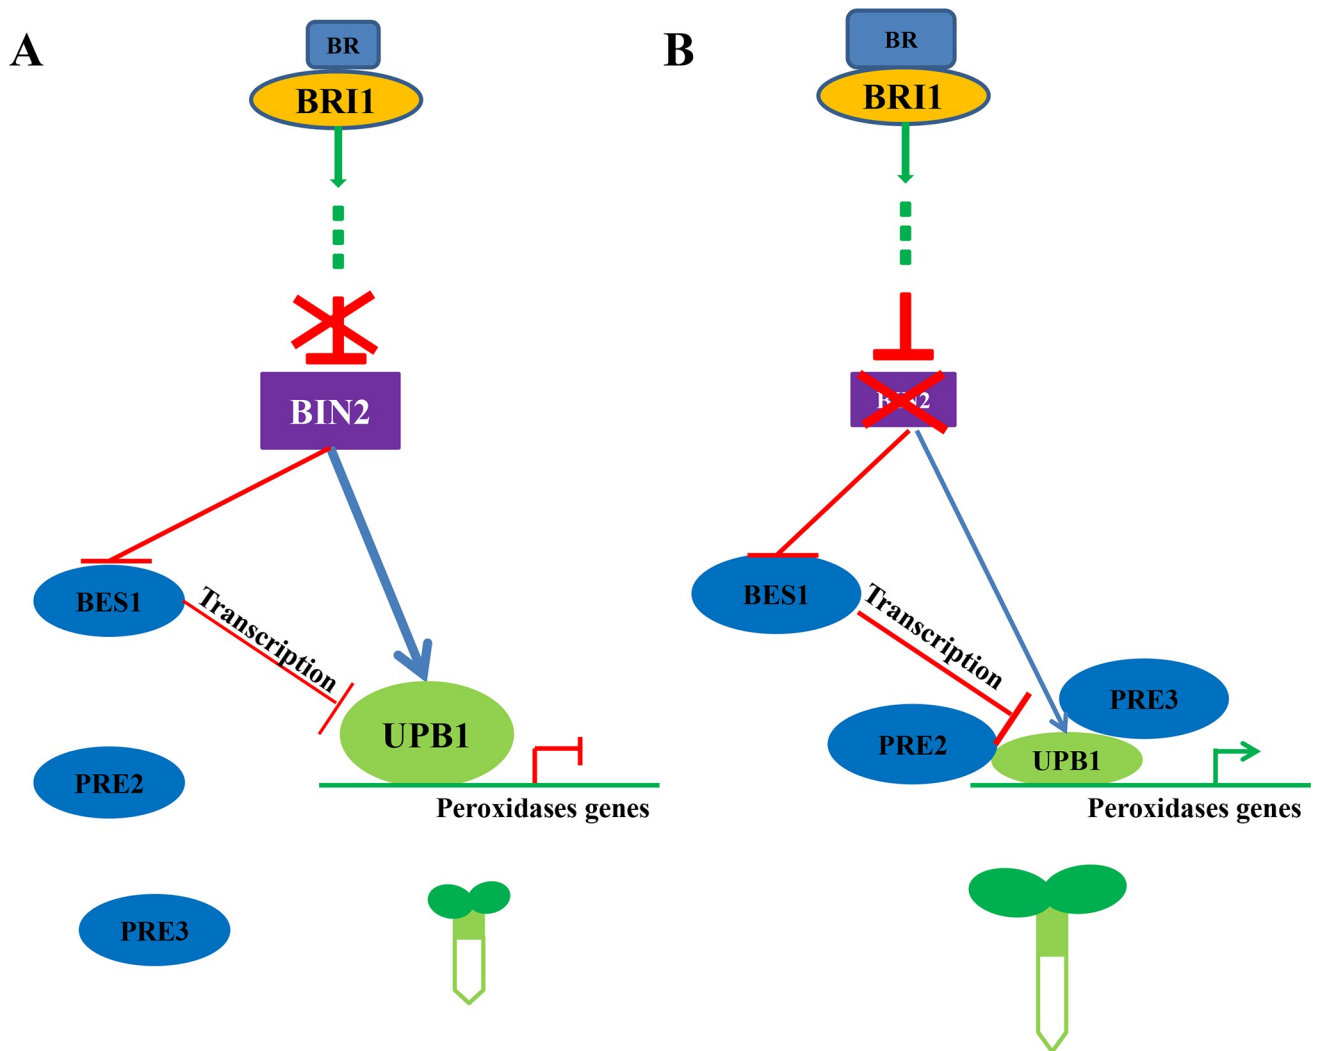 A
BR
BRI1
BIN2
BES1
Transcription
UPB1
PRE2
Peroxidases genes
PRE3
B
BR
BRI1
BIN2
BES1
Transcription
PRE3
PRE2
UPB1
Peroxidases genes